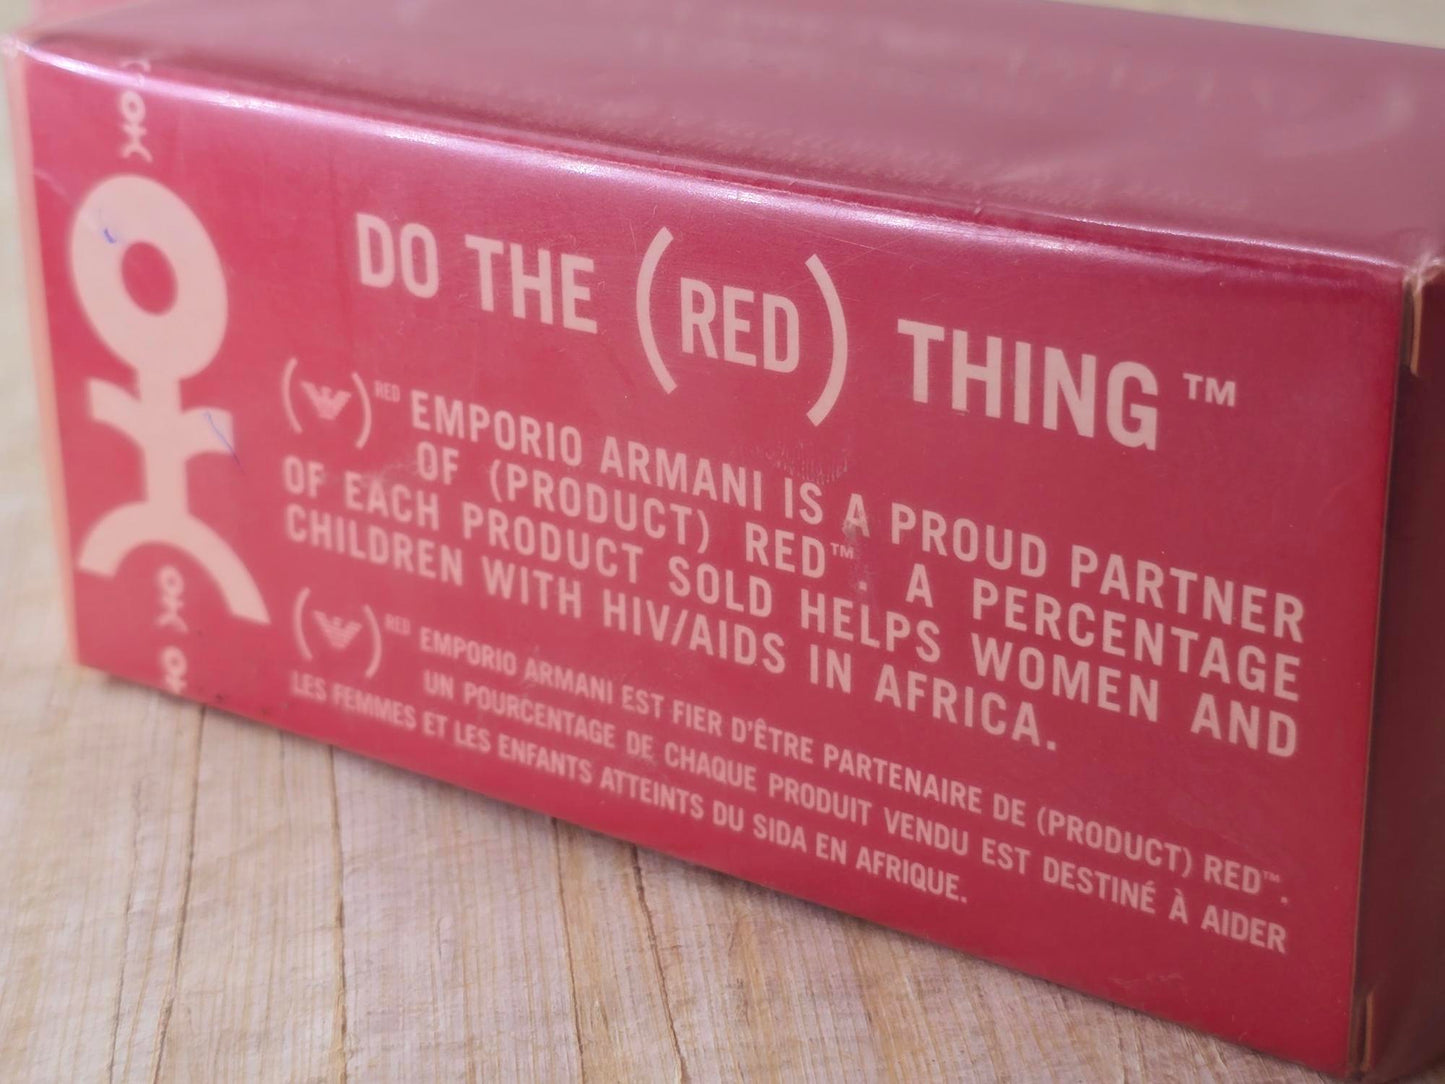 DO THE (RED) THING™
RED EMPORIO ARMANI IS A PROUD PARTNER
OF (PRODUCT) RED™. A PERCENTAGE
OF EACH PRODUCT SOLD HELPS WOMEN AND
CHILDREN WITH HIV/AIDS IN AFRICA.
RED EMPORIO ARMANI EST FIER D'ÊTRE PARTENAIRE DE (PRODUCT) RED™.
UN POURCENTAGE DE CHAQUE PRODUIT VENDU EST DESTINÉ À AIDER
LES FEMMES ET LES ENFANTS ATTEINTS DU SIDA EN AFRIQUE.